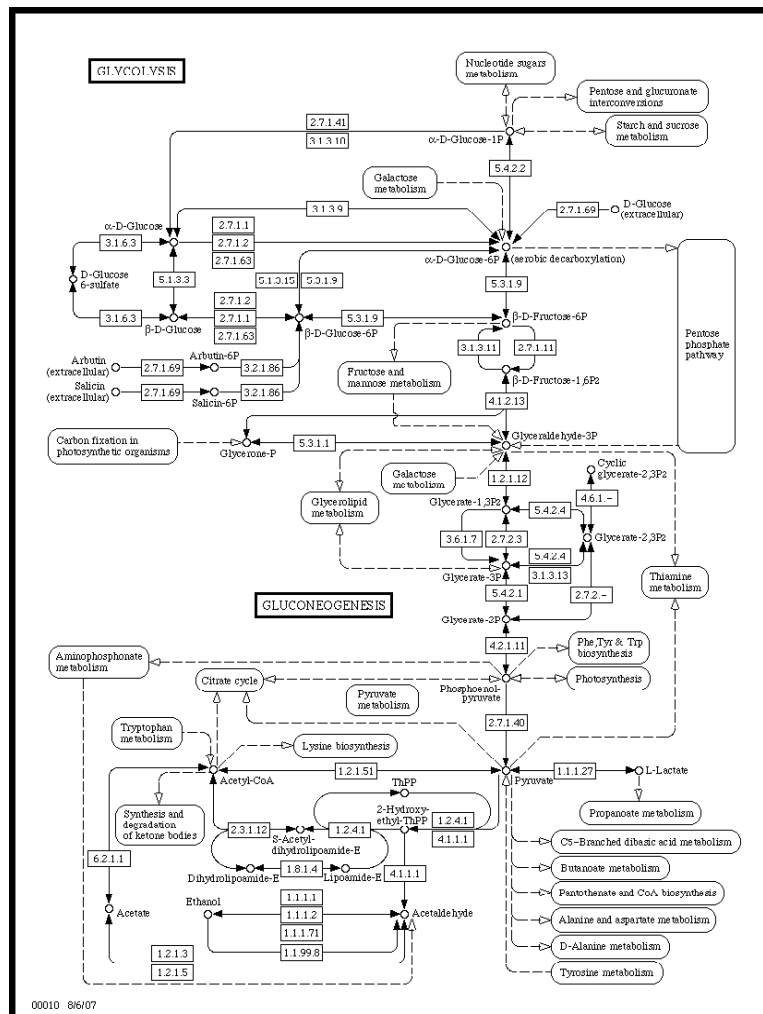 GLYCOLYSIS
Nucleotide sugars
metabolism
Pentose and glucuronate
interconversions
Starch and sucrose
metabolism
2.7.1.41
3.1.3.10
α-D-Glucose-1P
5.4.2.2
Galactose
metabolism
3.1.3.9
2.7.1.69
D-Glucose
(extracellular)
α-D-Glucose
2.7.1.1
2.7.1.2
2.7.1.63
3.1.6.3
α-D-Glucose-6P
(aerobic decarboxylation)
D-Glucose
6-sulfate
5.1.3.3
5.1.3.15
5.3.1.9
5.3.1.9
2.7.1.2
2.7.1.1
2.7.1.63
3.1.6.3
β-D-Glucose
β-D-Glucose-6P
5.3.1.9
β-D-Fructose-6P
Pentose
phosphate
pathway
3.1.3.11
2.7.1.11
Arbutin
(extracellular)
2.7.1.69
Arbutin-6P
3.2.1.86
Fructose and
mannose metabolism
β-D-Fructose-1,6P2
Salicin
(extracellular)
2.7.1.69
Salicin-6P
3.2.1.86
4.1.2.13
Carbon fixation in
photosynthetic organisms
Glycerone-P
5.3.1.1
Glyceraldehyde-3P
Galactose
metabolism
1.2.1.12
Cyclic
glycerate-2,3P2
Glycerolipid
metabolism
4.6.1.-
Glycerate-1,3P2
5.4.2.4
3.6.1.7
2.7.2.3
Glycerate-2,3P2
5.4.2.4
3.1.3.13
Glycerate-3P
Thiamine
metabolism
5.4.2.1
2.7.2.-
GLUCONEOGENESIS
Glycerate-2P
4.2.1.11
Aminophosphonate
metabolism
Phe,Tyr & Trp
biosynthesis
Citrate cycle
Photosynthesis
Pyruvate
metabolism
Phosphoenol-
pyruvate
2.7.1.40
Tryptophan
metabolism
Lysine biosynthesis
Acetyl-CoA
1.2.1.51
Pyruvate
1.1.1.27
L-Lactate
ThPP
Synthesis and
degradation
of ketone bodies
2-Hydroxy-
ethyl-ThPP
Propanoate metabolism
2.3.1.12
S-Acetyl-
dihydrolipoamide-E
1.2.4.1
1.2.4.1
4.1.1.1
C5-Branched dibasic acid metabolism
6.2.1.1
Dihydrolipoamide-E
1.8.1.4
Lipoamide-E
4.1.1.1
Butanoate metabolism
Pantothenate and CoA biosynthesis
Ethanol
1.1.1.1
1.1.1.2
1.1.1.71
1.1.99.8
Acetate
Acetaldehyde
Alanine and aspartate metabolism
D-Alanine metabolism
1.2.1.3
1.2.1.5
Tyrosine metabolism
00010 8/6/07